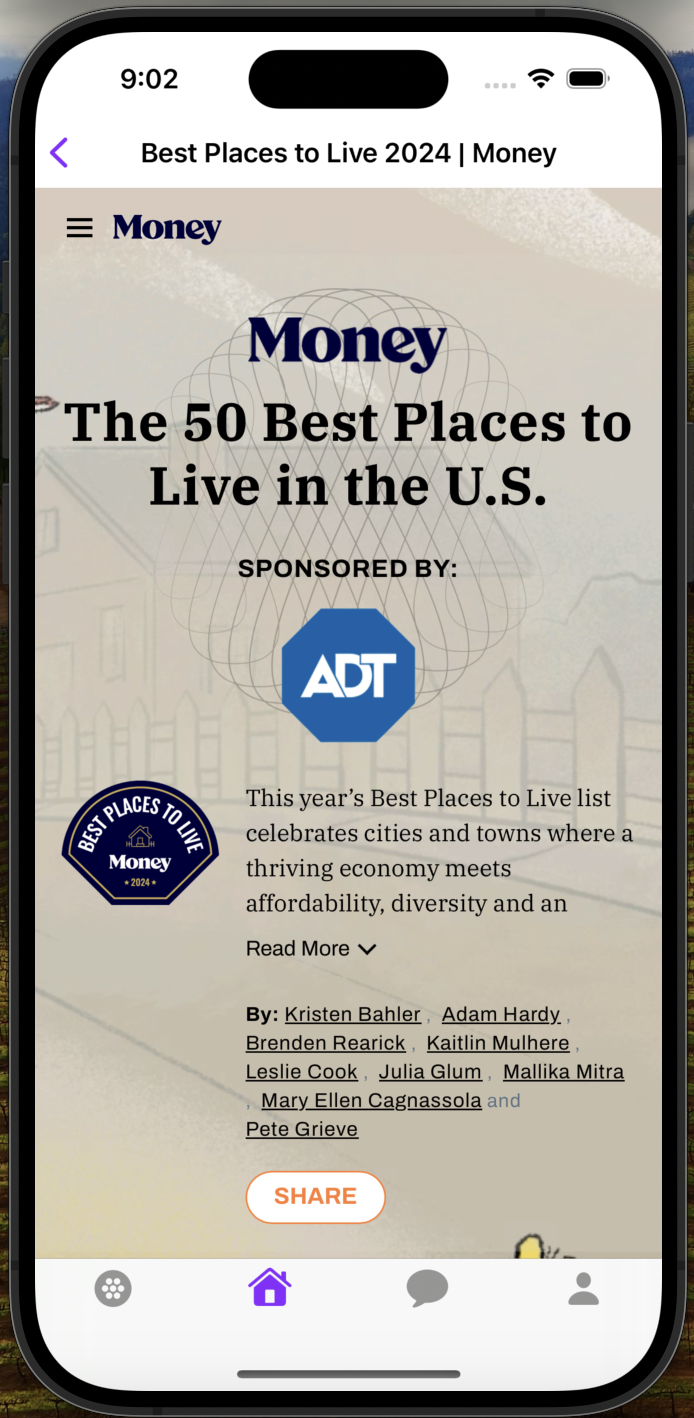 9:02
Best Places to Live 2024 | Money
Money
Money
The 50 Best Places to
Live in the U.S.
SPONSORED BY:
ADT
BEST PLACES TO LIVE
Money
2024
This year’s Best Places to Live list
celebrates cities and towns where a
thriving economy meets
affordability, diversity and an
Read More
By: Kristen Bahler , Adam Hardy ,
Brenden Rearick , Kaitlin Mulhere ,
Leslie Cook , Julia Glum , Mallika Mitra
, Mary Ellen Cagnassola and
Pete Grieve
SHARE